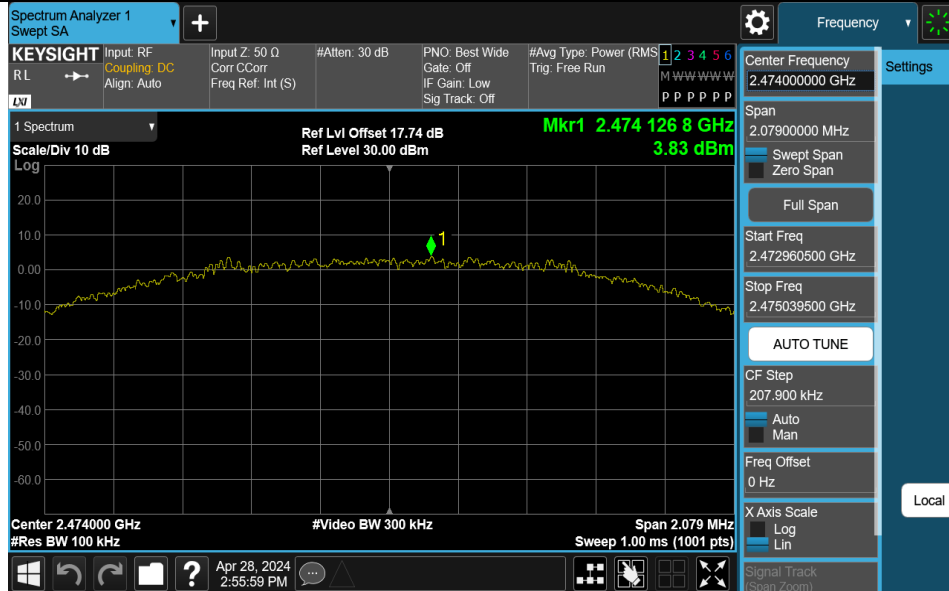 Spectrum Analyzer 1
Swept SA
+
Frequency
KEYSIGHT
RL
LXI
Input: RF
Coupling: DC
Align: Auto
Input Z: 50 Ω
Corr CCorr
Freq Ref: Int (S)
#Atten: 30 dB
PNO: Best Wide
Gate: Off
IF Gain: Low
Sig Track: Off
#Avg Type: Power (RMS
Trig: Free Run
1 2 3 4 5 6
M W W W W W
P P P P P P
1 Spectrum
Scale/Div 10 dB
Log
Ref Lvl Offset 17.74 dB
Ref Level 30.00 dBm
Mkr1 2.474 126 8 GHz
3.83 dBm
20.0
10.0
0.00
-10.0
-20.0
-30.0
-40.0
-50.0
-60.0
1
Center 2.474000 GHz
#Res BW 100 kHz
#Video BW 300 kHz
Span 2.079 MHz
Sweep 1.00 ms (1001 pts)
Apr 28, 2024
2:55:59 PM
?
Center Frequency
2.474000000 GHz
Settings
Span
2.07900000 MHz
Swept Span
Zero Span
Full Span
Start Freq
2.472960500 GHz
Stop Freq
2.475039500 GHz
AUTO TUNE
CF Step
207.900 kHz
Auto
Man
Freq Offset
0 Hz
Local
X Axis Scale
Log
Lin
Signal Track
(Span Zoom)